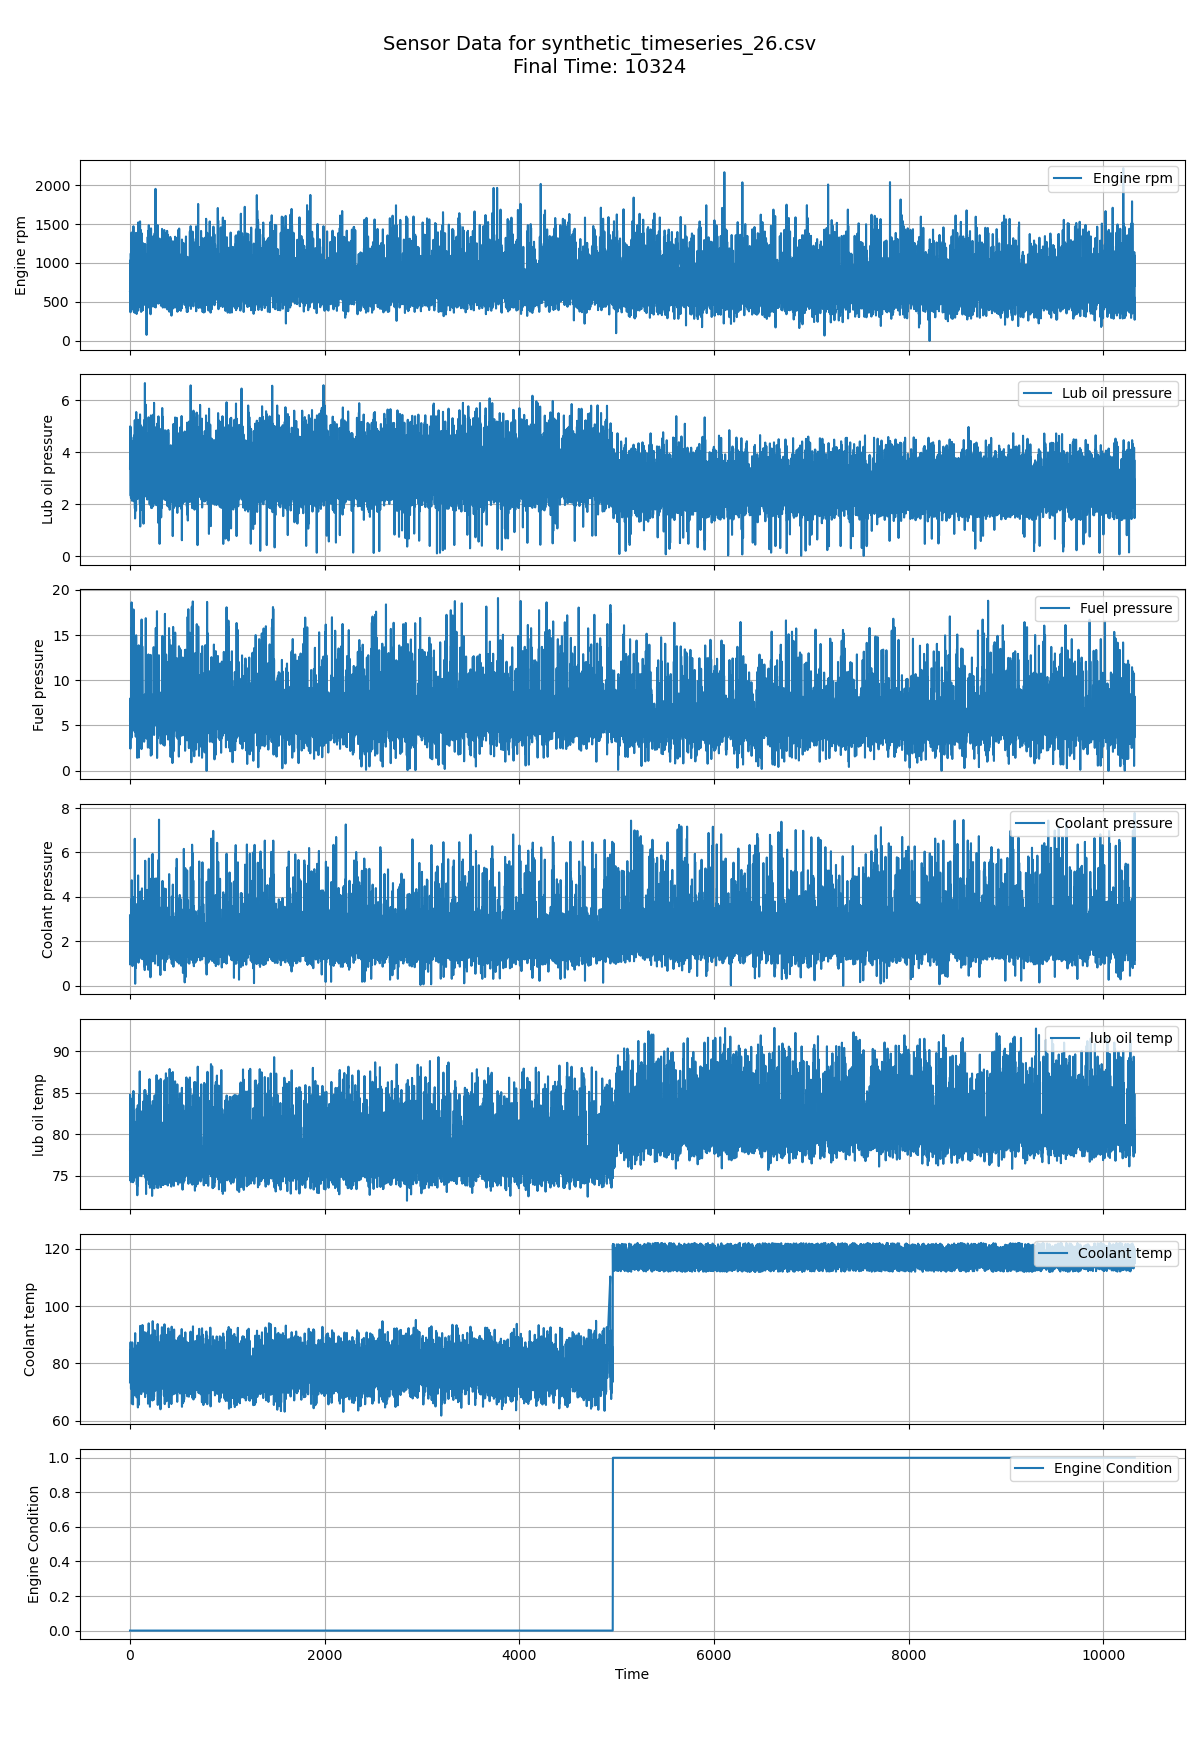 Sensor Data for synthetic_timeseries_26.csv
Final Time: 10324
Engine rpm
2000
1500
1000
500
0
Engine rpm
Lub oil pressure
6
4
2
0
Lub oil pressure
Fuel pressure
20
15
10
5
0
Fuel pressure
Coolant pressure
8
6
4
2
0
Coolant pressure
lub oil temp
90
85
80
75
lub oil temp
Coolant temp
120
100
80
60
Coolant temp
Engine Condition
1.0
0.8
0.6
0.4
0.2
0.0
Engine Condition
0 2000 4000 6000 8000 10000
Time